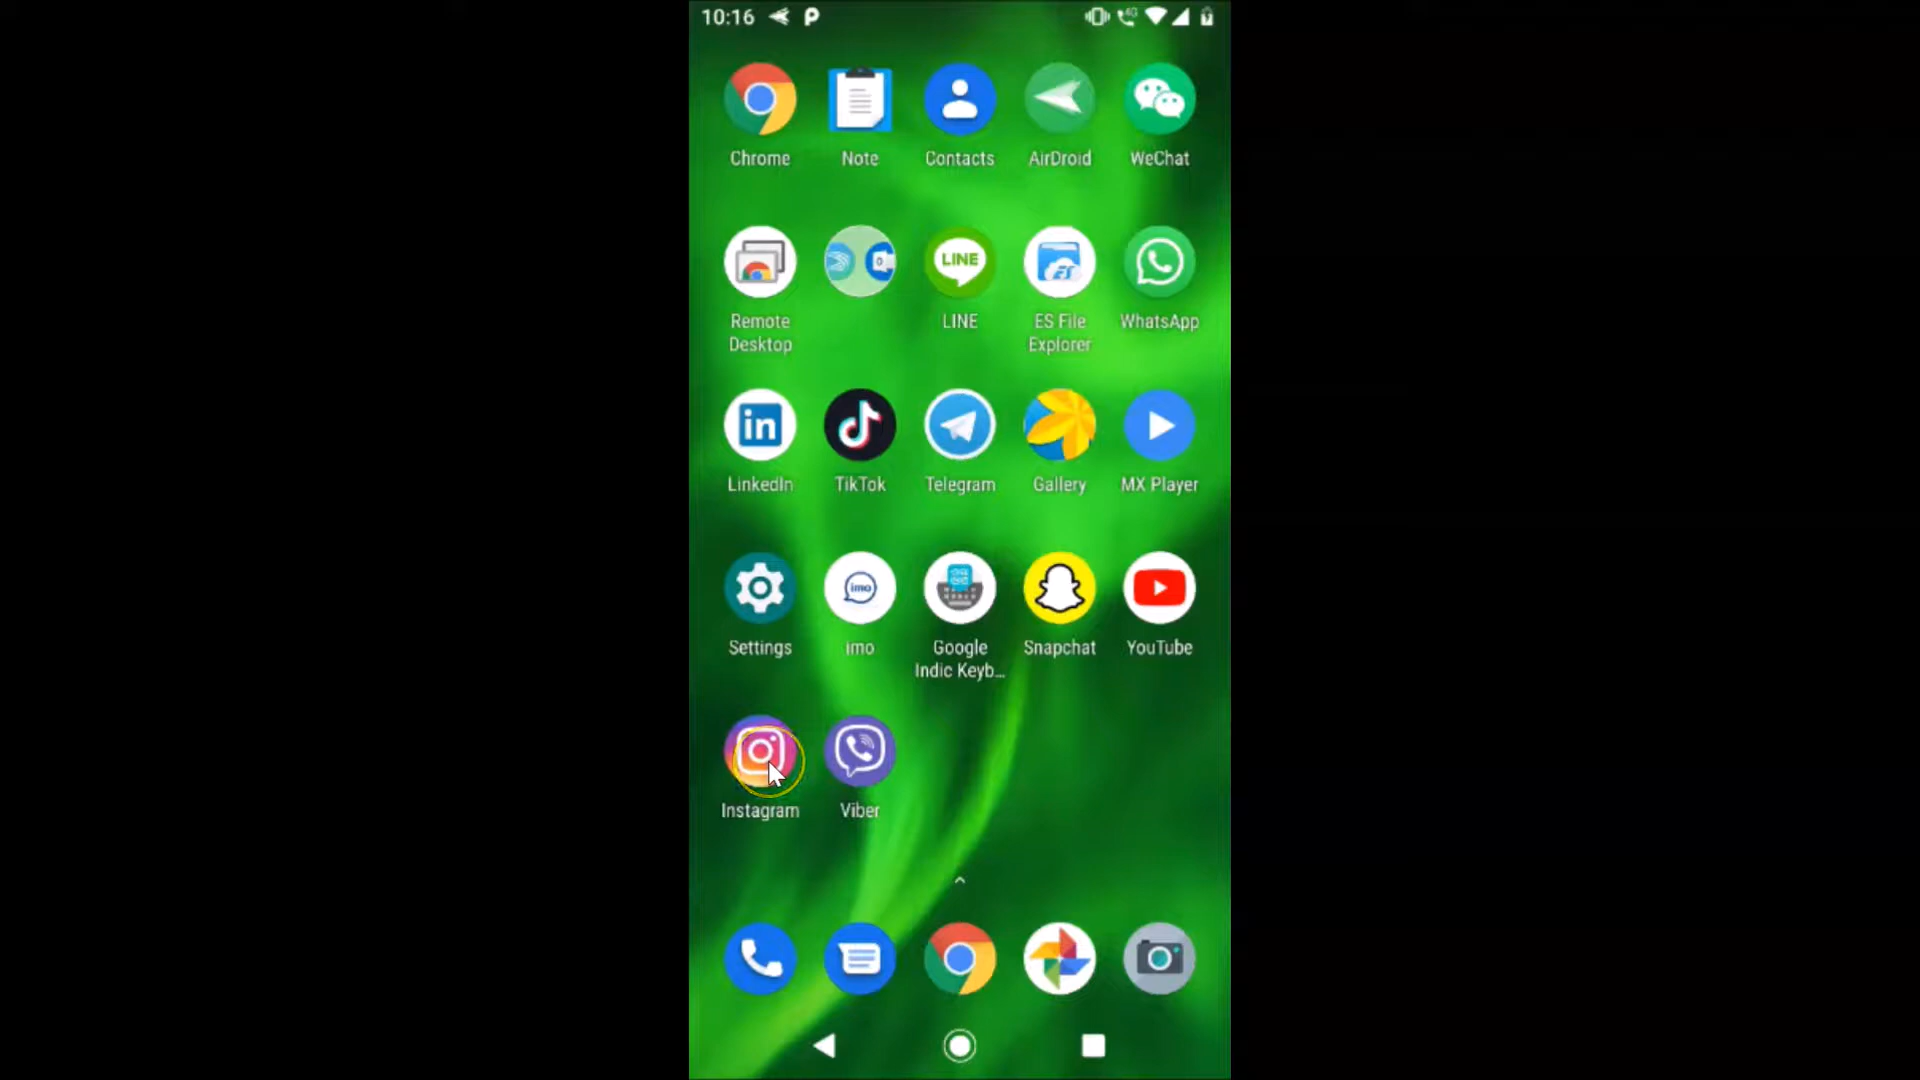 10:16
4G
Chrome
Note
Contacts
AirDroid
WeChat
LINE
Remote
Desktop
LINE
ES File
Explorer
WhatsApp
in
LinkedIn
TikTok
Telegram
Gallery
MX Player
imo
Settings
imo
Google
Indic Keyb...
Snapchat
YouTube
Instagram
Viber